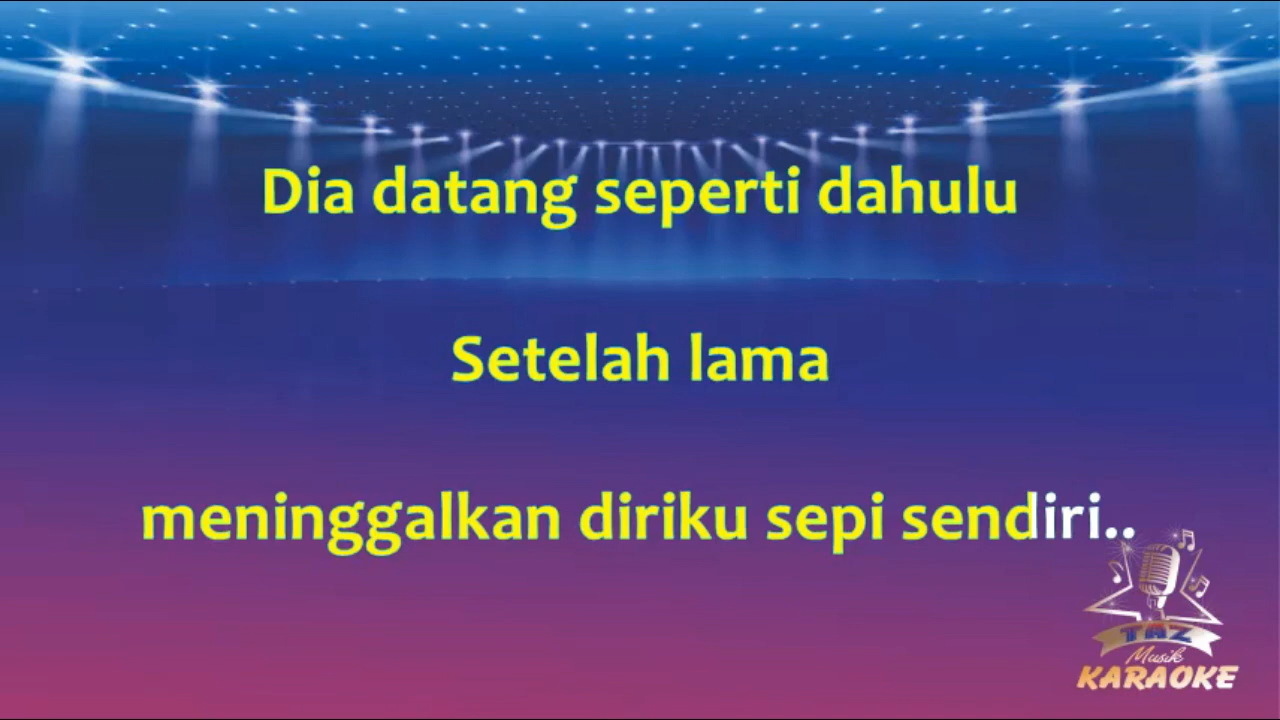 Dia datang seperti dahulu
Setelah lama
meninggalkan diriku sepi sendiri..
TAZ
Musik
KARAOKE